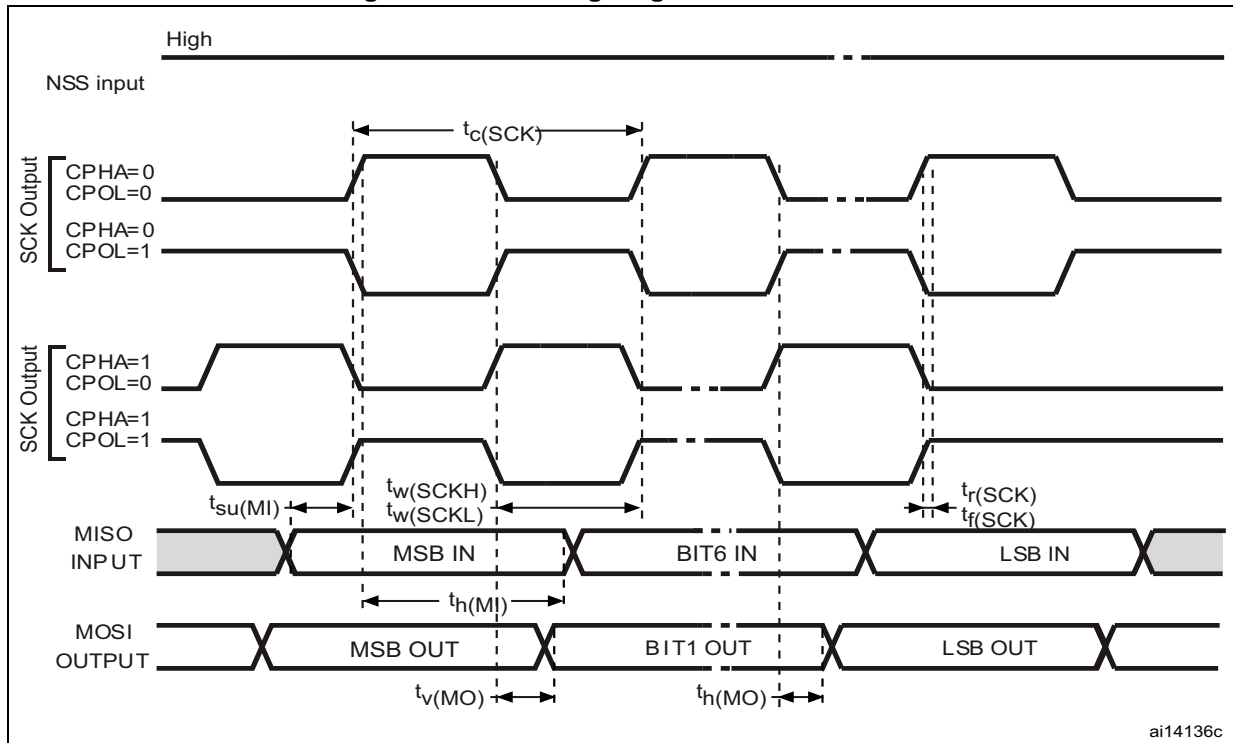 High
NSS input
tc(SCK)
SCK Output
CPHA=0
CPOL=0
CPHA=0
CPOL=1
SCK Output
CPHA=1
CPOL=0
CPHA=1
CPOL=1
tsu(MI)
tw(SCKH)
tw(SCKL)
tr(SCK)
tf(SCK)
MISO
INPUT
MSB IN
BIT6 IN
LSB IN
th(MI)
MOSI
OUTPUT
MSB OUT
BIT1 OUT
LSB OUT
tv(MO)
th(MO)
ai14136c